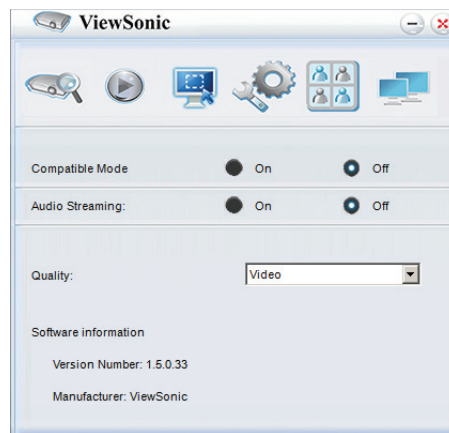 ViewSonic
Compatible Mode On Off
Audio Streaming: On Off
Quality: Video
Software information
Version Number: 1.5.0.33
Manufacturer: ViewSonic